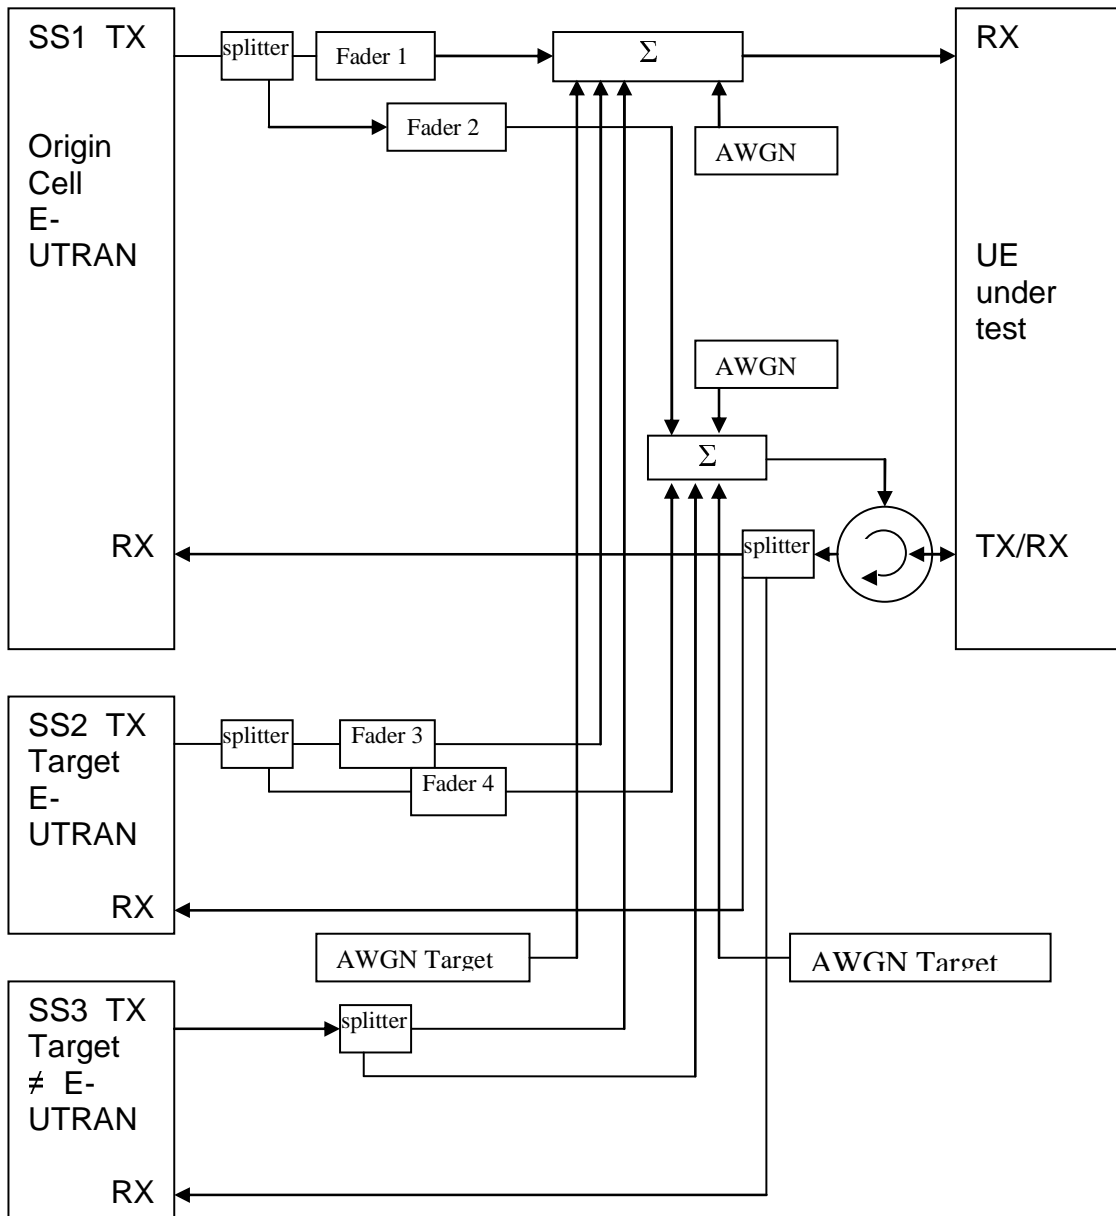 SS1 TX
splitter
Fader 1
Σ
RX
Fader 2
AWGN
Origin
Cell
E-
UTRAN
UE
under
test
AWGN
Σ
RX
splitter
TX/RX
SS2 TX
Target
E-
UTRAN
splitter
Fader 3
Fader 4
RX
AWGN Target
AWGN Target
SS3 TX
Target
≠ E-
UTRAN
splitter
RX